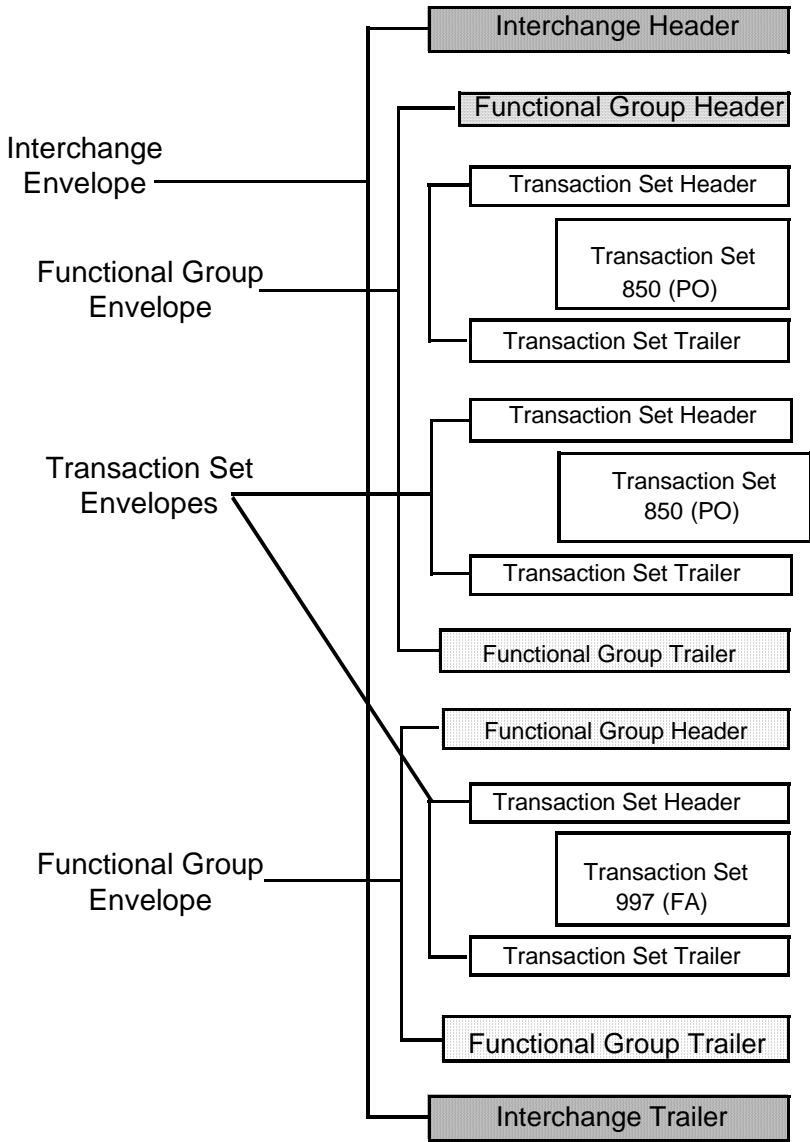 Interchange Header
Functional Group Header
Interchange
Envelope
Transaction Set Header
Transaction Set
850 (PO)
Functional Group
Envelope
Transaction Set Trailer
Transaction Set Header
Transaction Set
Envelopes
Transaction Set
850 (PO)
Transaction Set Trailer
Functional Group Trailer
Functional Group Header
Transaction Set Header
Functional Group
Envelope
Transaction Set
997 (FA)
Transaction Set Trailer
Functional Group Trailer
Interchange Trailer